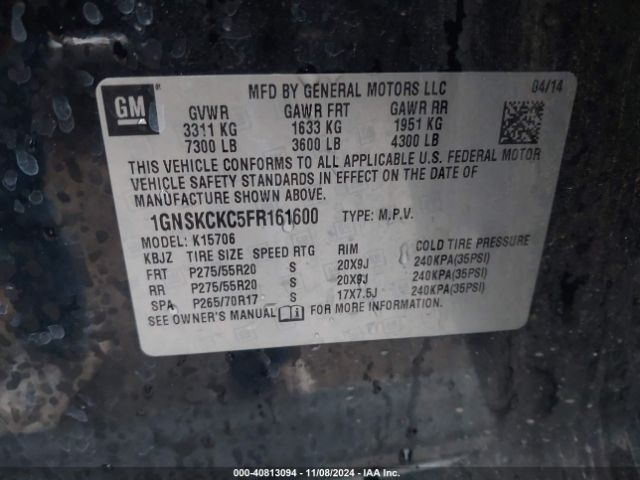 GM
MFD BY GENERAL MOTORS LLC 04/14
GVWR GAWR FRT GAWR RR
3311 KG 1633 KG 1951 KG
7300 LB 3600 LB 4300 LB
THIS VEHICLE CONFORMS TO ALL APPLICABLE U.S. FEDERAL MOTOR
VEHICLE SAFETY STANDARDS IN EFFECT ON THE DATE OF
MANUFACTURE SHOWN ABOVE.
1GNSKCKC5FR161600 TYPE: M.P.V.
MODEL: K15706
KBJZ TIRE SIZE SPEED RTG RIM COLD TIRE PRESSURE
FRT P275/55R20 S 20X9J 240KPA(35PSI)
RR P275/55R20 S 20X9J 240KPA(35PSI)
SPA P265/70R17 S 17X7.5J 240KPA(35PSI)
SEE OWNER'S MANUAL FOR MORE INFORMATION.
000-40813094 - 11/08/2024 - IAA Inc.